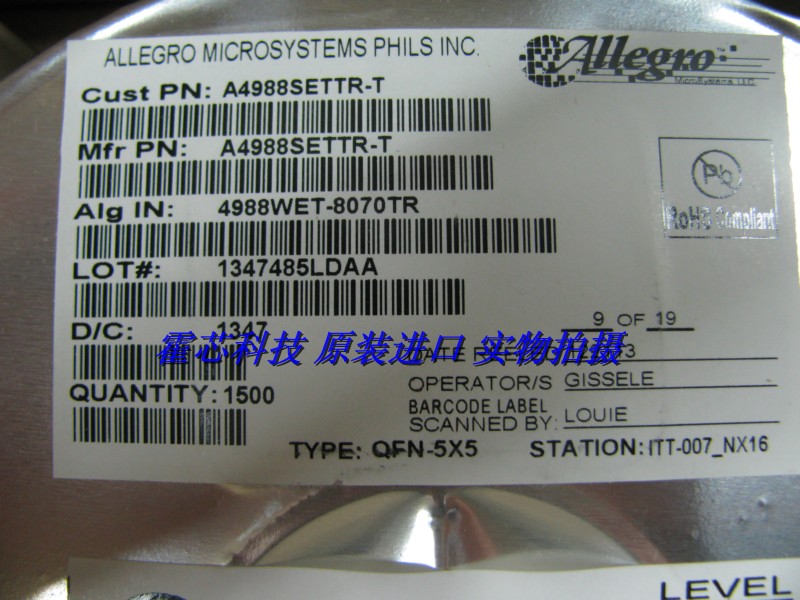 ALLEGRO MICROSYSTEMS PHILS INC.
Allegro
MicroSystems, LLC
Cust PN: A4988SETTR-T
Mfr PN: A4988SETTR-T
Pb
RoHS Compliant
Alg IN: 4988WET-8070TR
LOT#: 1347485LDAA
D/C: 1347
9 OF 19
霍芯科技 原装进口 实物拍摄
QUANTITY: 1500
OPERATOR/S GISSELE
BARCODE LABEL
SCANNED BY: LOUIE
TYPE: QFN-5X5 STATION: ITT-007_NX16
LEVEL